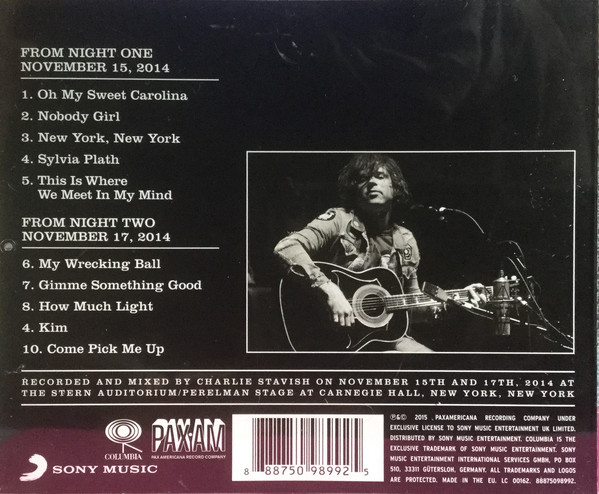 FROM NIGHT ONE
NOVEMBER 15, 2014
1. Oh My Sweet Carolina
2. Nobody Girl
3. New York, New York
4. Sylvia Plath
5. This Is Where
We Meet In My Mind
FROM NIGHT TWO
NOVEMBER 17, 2014
6. My Wrecking Ball
7. Gimme Something Good
8. How Much Light
4. Kim
10. Come Pick Me Up
RECORDED AND MIXED BY CHARLIE STAVISH ON NOVEMBER 15TH AND 17TH, 2014 AT
THE STERN AUDITORIUM/PERELMAN STAGE AT CARNEGIE HALL, NEW YORK, NEW YORK
COLUMBIA
PAX-AM
PAX AMERICANA RECORD COMPANY
SONY MUSIC
8 88750 98992 5
℗&© 2015 . PAXAMERICANA RECORDING COMPANY UNDER
EXCLUSIVE LICENSE TO SONY MUSIC ENTERTAINMENT UK LIMITED.
DISTRIBUTED BY SONY MUSIC ENTERTAINMENT. COLUMBIA IS THE
EXCLUSIVE TRADEMARK OF SONY MUSIC ENTERTAINMENT. SONY
MUSIC ENTERTAINMENT INTERNATIONAL SERVICES GMBH, PO BOX
510, 33311 GÜTERSLOH, GERMANY. ALL TRADEMARKS AND LOGOS
ARE PROTECTED. MADE IN THE EU. LC 00162. 88875098992.